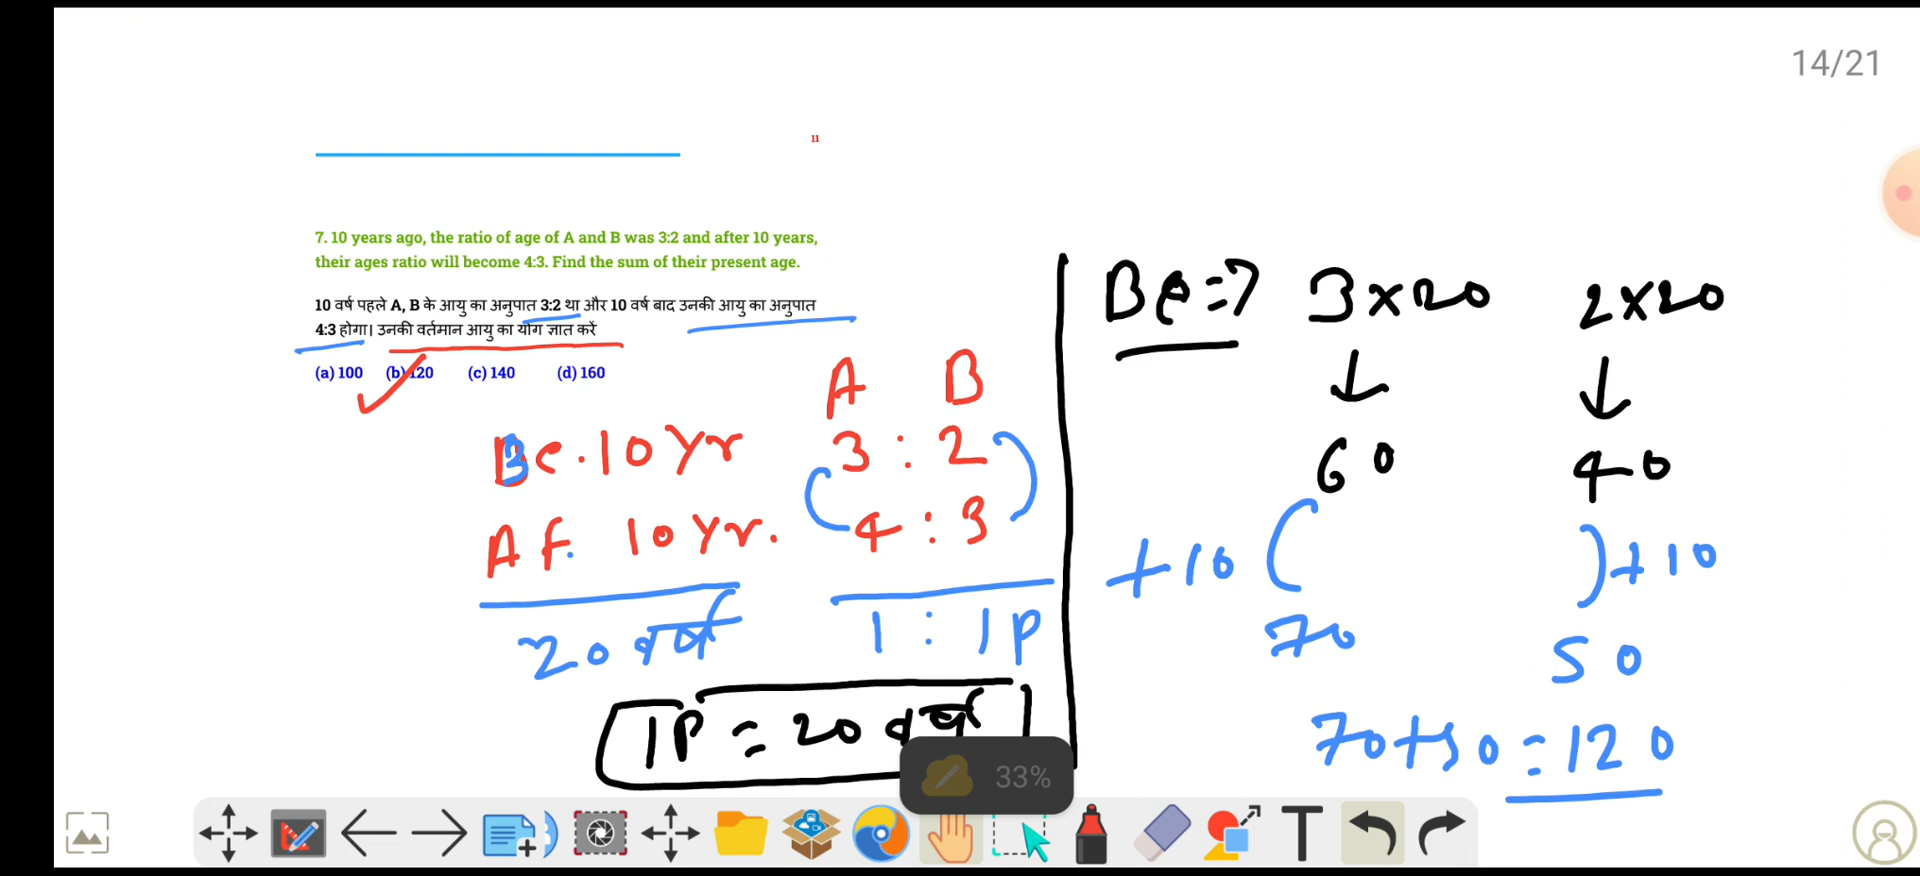 14/21
11
7. 10 years ago, the ratio of age of A and B was 3:2 and after 10 years,
their ages ratio will become 4:3. Find the sum of their present age.
10 वर्ष पहले A, B के आयु का अनुपात 3:2 था और 10 वर्ष बाद उनकी आयु का अनुपात
4:3 होगा। उनकी वर्तमान आयु का योग ज्ञात करें
(a) 100 (b) 120 (c) 140 (d) 160
A B
Be. 10 Yr 3 : 2
Af. 10 Yr. 4 : 3
20 वर्ष 1 : 1P
1P = 20 वर्ष
Be => 3 × 20 2 × 20
60 40
+10 +10
70 50
70+50 = 120
33%
T